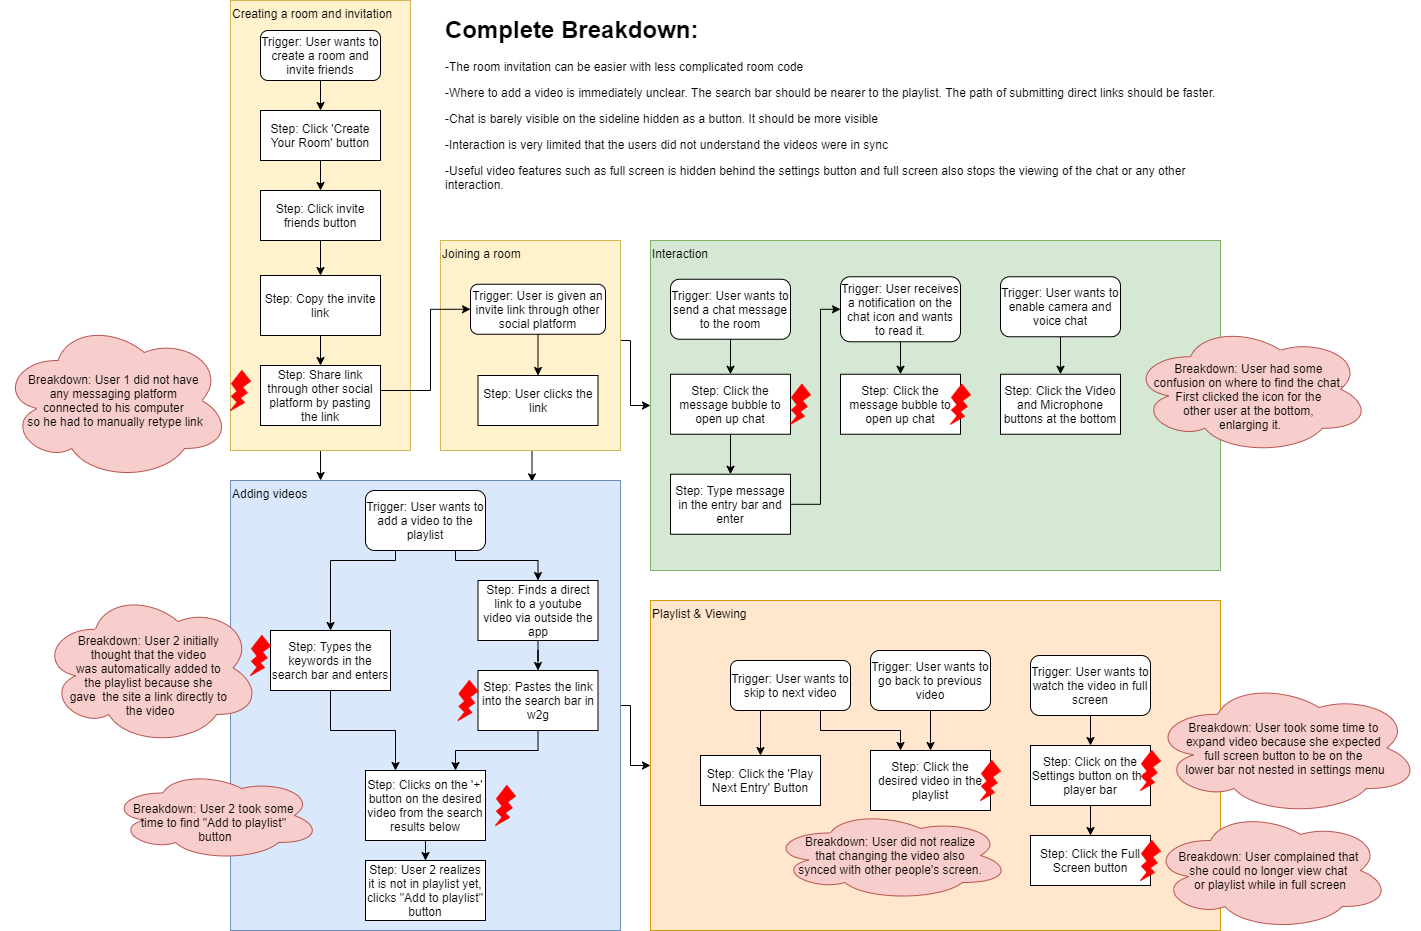 Creating a room and invitation
Trigger: User wants to
create a room and
invite friends
Step: Click 'Create
Your Room' button
Step: Click invite
friends button
Step: Copy the invite
link
Step: Share link
through other social
platform by pasting
the link
Breakdown: User 1 did not have
any messaging platform
connected to his computer
so he had to manually retype link
Complete Breakdown:
-The room invitation can be easier with less complicated room code
-Where to add a video is immediately unclear. The search bar should be nearer to the playlist. The path of submitting direct links should be faster.
-Chat is barely visible on the sideline hidden as a button. It should be more visible
-Interaction is very limited that the users did not understand the videos were in sync
-Useful video features such as full screen is hidden behind the settings button and full screen also stops the viewing of the chat or any other
interaction.
Joining a room
Trigger: User is given an
invite link through other
social platform
Step: User clicks the
link
Interaction
Trigger: User wants to
send a chat message
to the room
Step: Click the
message bubble to
open up chat
Step: Type message
in the entry bar and
enter
Trigger: User receives
a notification on the
chat icon and wants
to read it.
Step: Click the
message bubble to
open up chat
Trigger: User wants to
enable camera and
voice chat
Step: Click the Video
and Microphone
buttons at the bottom
Breakdown: User had some
confusion on where to find the chat.
First clicked the icon for the
other user at the bottom,
enlarging it.
Adding videos
Trigger: User wants to
add a video to the
playlist
Step: Types the
keywords in the
search bar and enters
Step: Finds a direct
link to a youtube
video via outside the
app
Step: Pastes the link
into the search bar in
w2g
Step: Clicks on the '+'
button on the desired
video from the search
results below
Step: User 2 realizes
it is not in playlist yet,
clicks "Add to playlist"
button
Breakdown: User 2 initially
thought that the video
was automatically added to
the playlist because she
gave the site a link directly to
the video
Breakdown: User 2 took some
time to find "Add to playlist"
button
Playlist & Viewing
Trigger: User wants to
skip to next video
Step: Click the 'Play
Next Entry' Button
Trigger: User wants to
go back to previous
video
Step: Click the
desired video in the
playlist
Breakdown: User did not realize
that changing the video also
synced with other people's screen.
Trigger: User wants to
watch the video in full
screen
Step: Click on the
Settings button on the
player bar
Step: Click the Full
Screen button
Breakdown: User took some time to
expand video because she expected
full screen button to be on the
lower bar not nested in settings menu
Breakdown: User complained that
she could no longer view chat
or playlist while in full screen